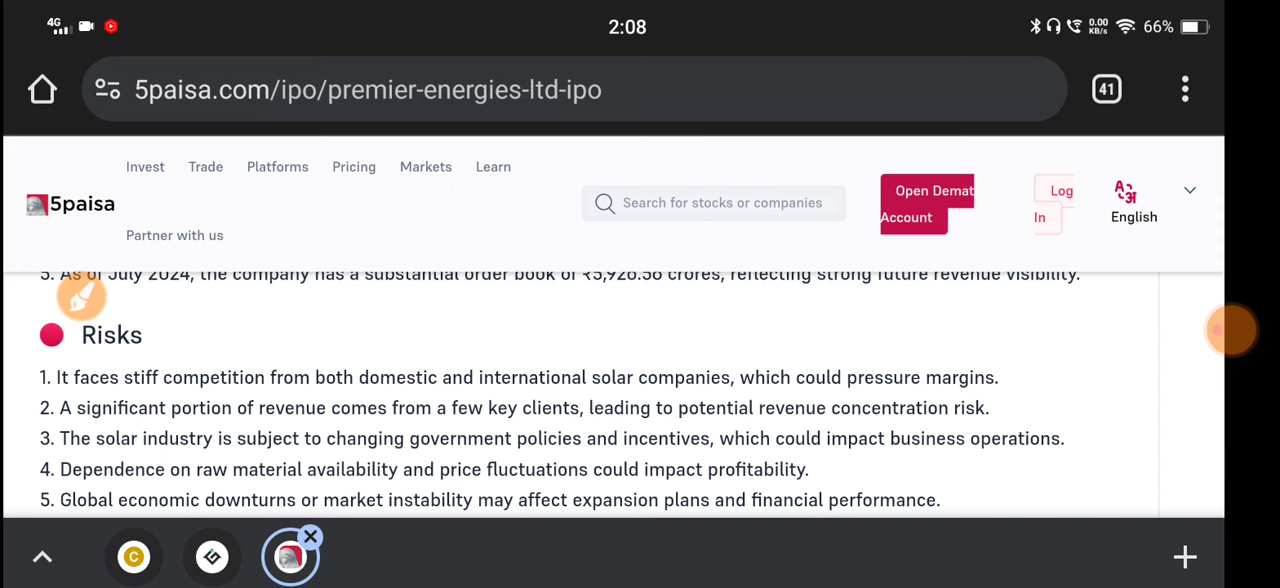 4G 2:08 0.00 KB/s 66%
5paisa.com/ipo/premier-energies-ltd-ipo 41
Invest Trade Platforms Pricing Markets Learn
5paisa
Search for stocks or companies
Open Demat Account
Log In
English
Partner with us
5. As of July 2024, the company has a substantial order book of ₹5,926.56 crores, reflecting strong future revenue visibility.
Risks
1. It faces stiff competition from both domestic and international solar companies, which could pressure margins.
2. A significant portion of revenue comes from a few key clients, leading to potential revenue concentration risk.
3. The solar industry is subject to changing government policies and incentives, which could impact business operations.
4. Dependence on raw material availability and price fluctuations could impact profitability.
5. Global economic downturns or market instability may affect expansion plans and financial performance.
C